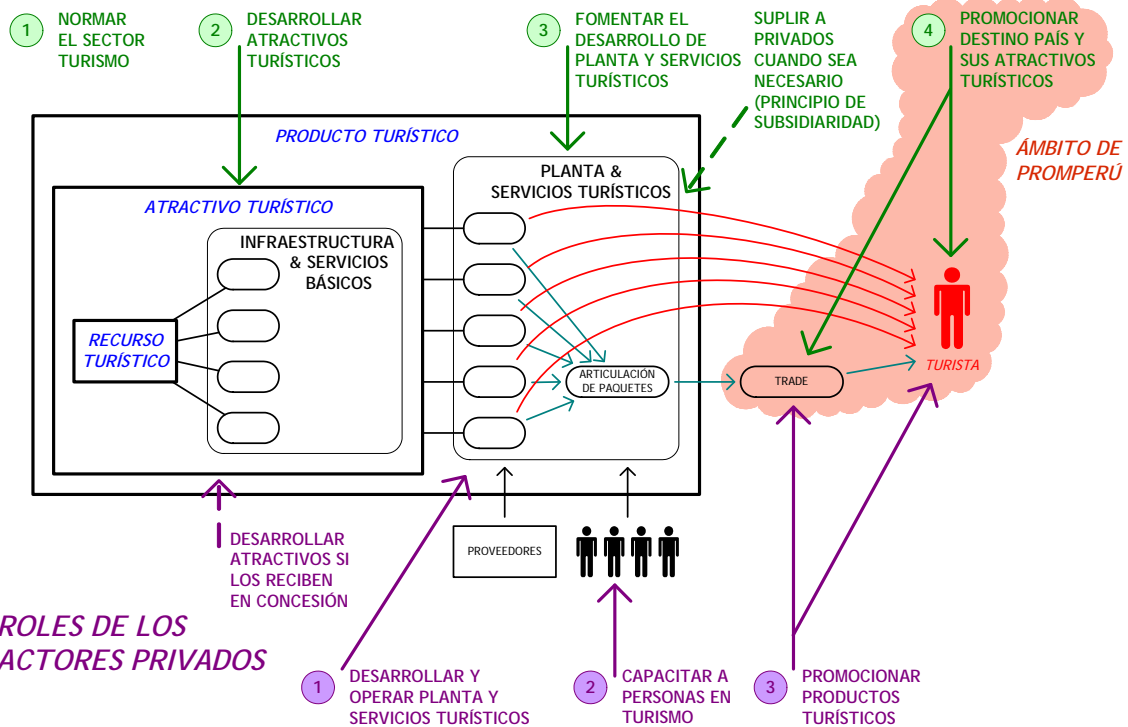 1
NORMAR
EL SECTOR
TURISMO
2
DESARROLLAR
ATRACTIVOS
TURÍSTICOS
3
FOMENTAR EL
DESARROLLO DE
PLANTA Y SERVICIOS
TURÍSTICOS
SUPLIR A
PRIVADOS
CUANDO SEA
NECESARIO
(PRINCIPIO DE
SUBSIDIARIDAD)
4
PROMOCIONAR
DESTINO PAÍS Y
SUS ATRACTIVOS
TURÍSTICOS
ÁMBITO DE
PROMPERÚ
PRODUCTO TURÍSTICO
PLANTA &
SERVICIOS TURÍSTICOS
ATRACTIVO TURÍSTICO
INFRAESTRUCTURA
& SERVICIOS
BÁSICOS
RECURSO
TURÍSTICO
ARTICULACIÓN
DE PAQUETES
TRADE
TURISTA
PROVEEDORES
DESARROLLAR
ATRACTIVOS SI
LOS RECIBEN
EN CONCESIÓN
ROLES DE LOS
ACTORES PRIVADOS
1
DESARROLLAR Y
OPERAR PLANTA Y
SERVICIOS TURÍSTICOS
2
CAPACITAR A
PERSONAS EN
TURISMO
3
PROMOCIONAR
PRODUCTOS
TURÍSTICOS